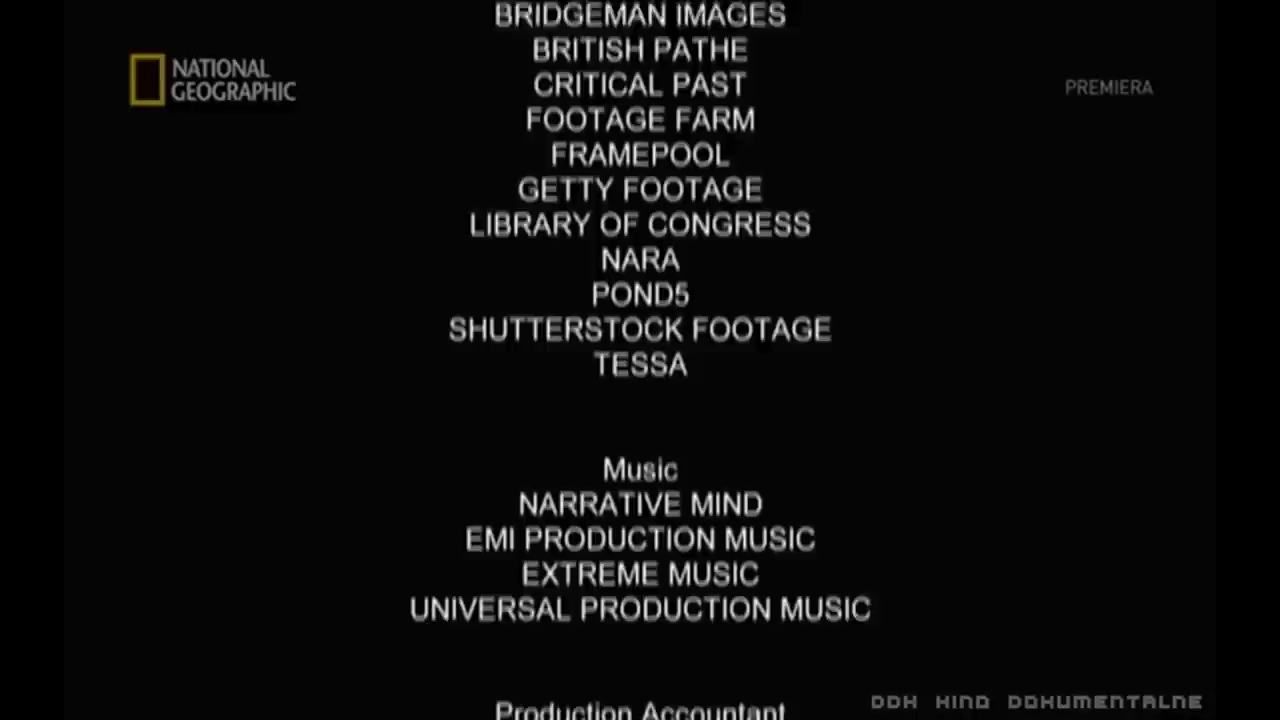 BRIDGEMAN IMAGES
BRITISH PATHE
NATIONAL
GEOGRAPHIC
PREMIERA
CRITICAL PAST
FOOTAGE FARM
FRAMEPOOL
GETTY FOOTAGE
LIBRARY OF CONGRESS
NARA
POND5
SHUTTERSTOCK FOOTAGE
TESSA
Music
NARRATIVE MIND
EMI PRODUCTION MUSIC
EXTREME MUSIC
UNIVERSAL PRODUCTION MUSIC
Production Accountant
DDK KINO DOKUMENTALNE